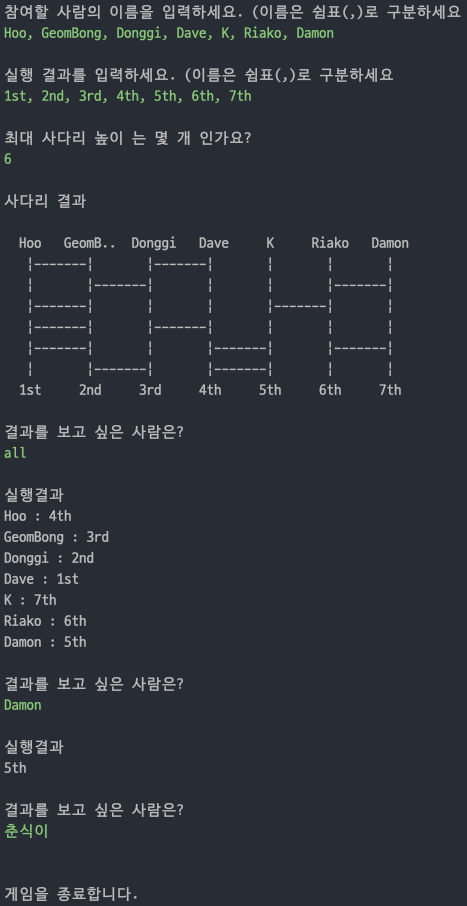 참여할 사람의 이름을 입력하세요. (이름은 쉼표(,)로 구분하세요
Hoo, GeomBong, Donggi, Dave, K, Riako, Damon
실행 결과를 입력하세요. (이름은 쉼표(,)로 구분하세요
1st, 2nd, 3rd, 4th, 5th, 6th, 7th
최대 사다리 높이 는 몇 개 인가요?
6
사다리 결과
Hoo GeomB.. Donggi Dave K Riako Damon
|-------|       |-------|       |       |       |
|       |-------|       |       |       |-------|
|-------|       |       |       |-------|       |
|-------|       |-------|       |       |       |
|-------|       |       |-------|       |-------|
|       |-------|       |-------|       |       |
1st 2nd 3rd 4th 5th 6th 7th
결과를 보고 싶은 사람은?
all
실행결과
Hoo : 4th
GeomBong : 3rd
Donggi : 2nd
Dave : 1st
K : 7th
Riako : 6th
Damon : 5th
결과를 보고 싶은 사람은?
Damon
실행결과
5th
결과를 보고 싶은 사람은?
춘식이
게임을 종료합니다.